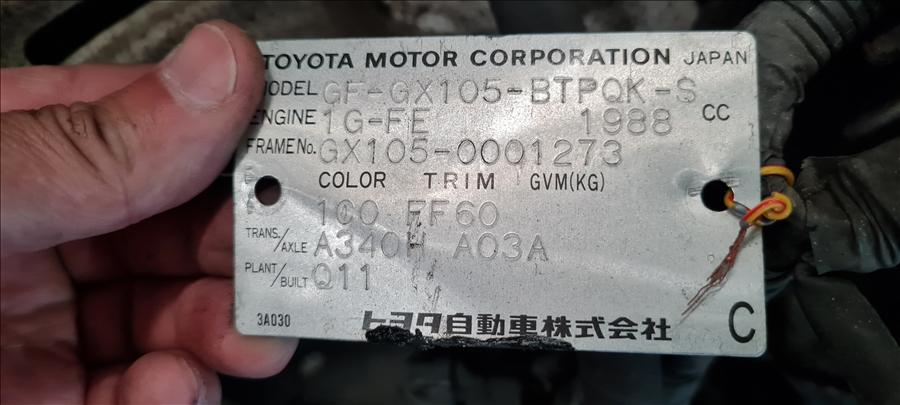 TOYOTA MOTOR CORPORATION JAPAN
MODEL GF-GX105-BTPQK-S
ENGINE 1G-FE 1988 CC
FRAME No. GX105-0001273
COLOR TRIM GVM(KG)
1C0 FF60
TRANS./AXLE A340H A03A
PLANT/BUILT Q11
3A030 トヨタ自動車株式会社 C